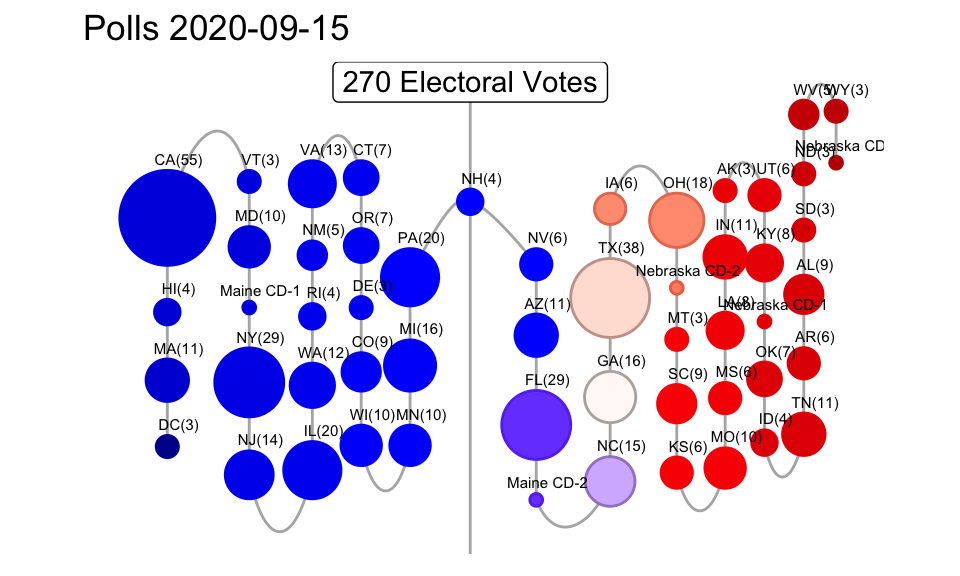 Polls 2020-09-15
270 Electoral Votes
CA(55)
HI(4)
MA(11)
DC(3)
VT(3)
MD(10)
Maine CD-1
NY(29)
NJ(14)
VA(13)
NM(5)
RI(4)
WA(12)
IL(20)
CT(7)
OR(7)
DE(3)
CO(9)
WI(10)
PA(20)
MI(16)
MN(10)
NH(4)
NV(6)
AZ(11)
FL(29)
Maine CD-2
IA(6)
TX(38)
GA(16)
NC(15)
OH(18)
Nebraska CD-2
MT(3)
SC(9)
KS(6)
AK(3)
IN(11)
LA(8)
MS(6)
MO(10)
UT(6)
KY(8)
Nebraska CD-1
OK(7)
ID(4)
WV(5)
ND(3)
SD(3)
AL(9)
AR(6)
TN(11)
WY(3)
Nebraska CD